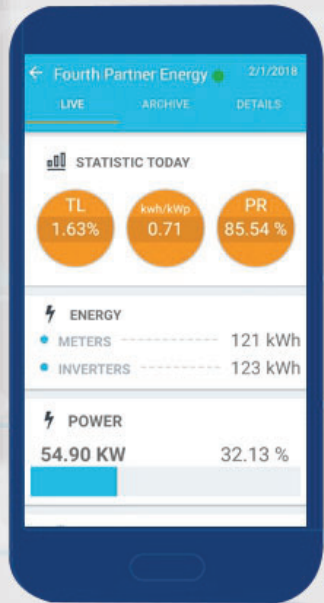 ← Fourth Partner Energy 2/1/2018
LIVE ARCHIVE DETAILS
STATISTIC TODAY
TL kwh/kWp PR
1.63% 0.71 85.54 %
ENERGY
METERS 121 kWh
INVERTERS 123 kWh
POWER
54.90 KW 32.13 %